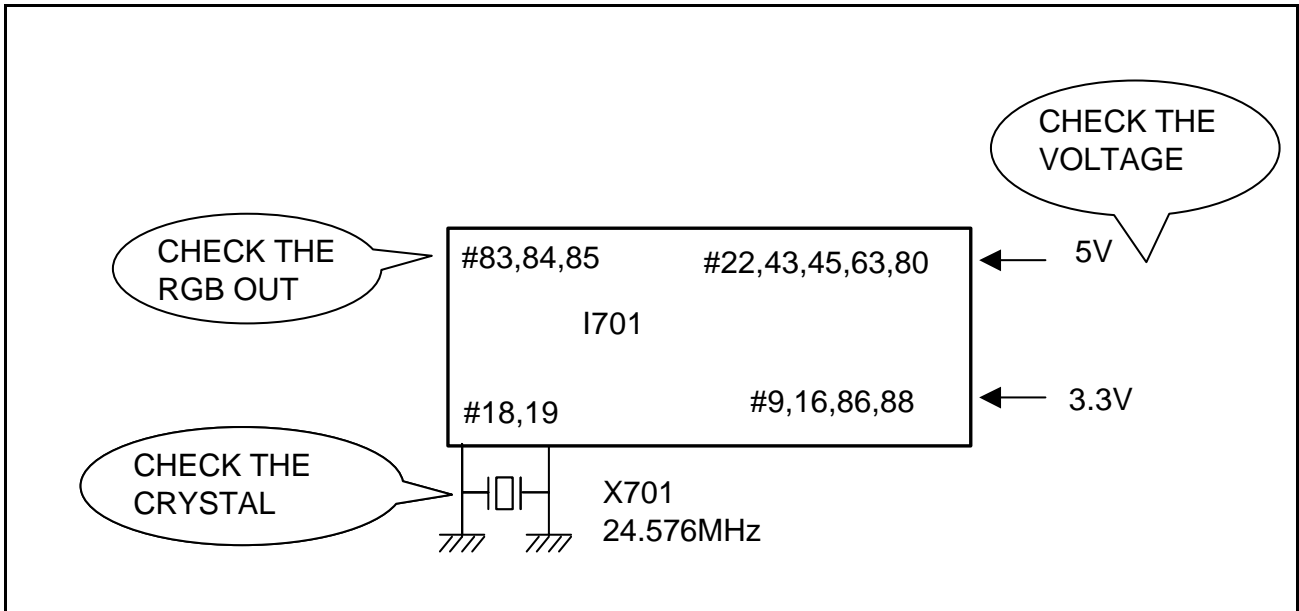 CHECK THE
VOLTAGE
CHECK THE
RGB OUT
#83,84,85
#22,43,45,63,80
5V
I701
#18,19
#9,16,86,88
3.3V
CHECK THE
CRYSTAL
X701
24.576MHz